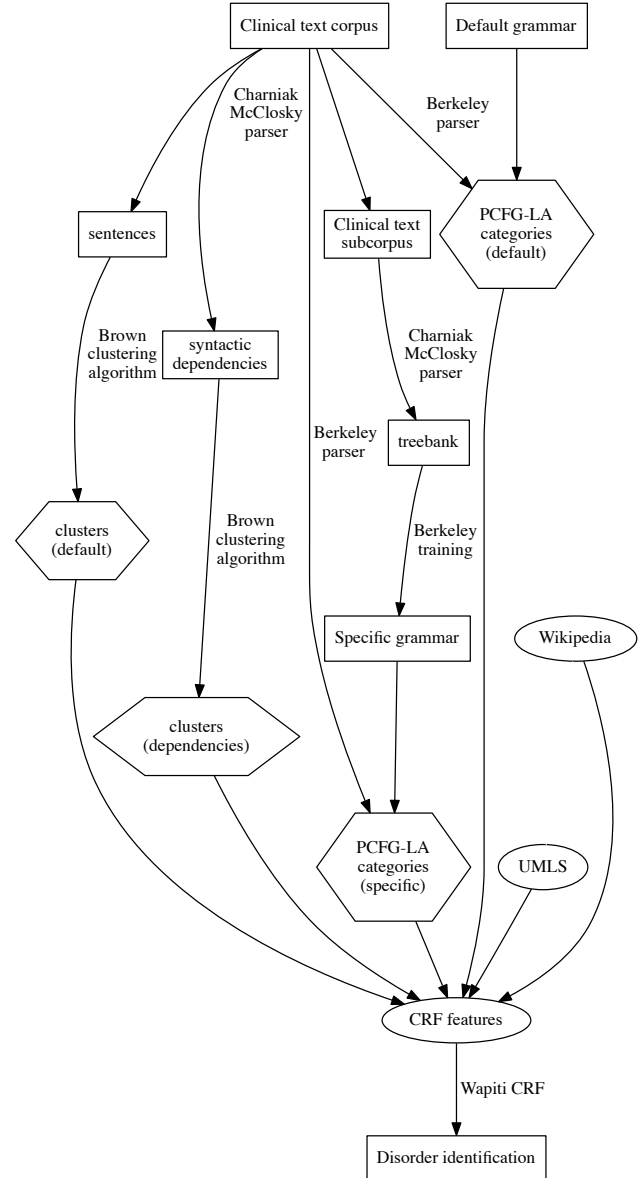 Clinical text corpus
Default grammar
Charniak
McClosky
parser
Berkeley
parser
sentences
Clinical text
subcorpus
PCFG-LA
categories
(default)
Brown
clustering
algorithm
syntactic
dependencies
Charniak
McClosky
parser
Berkeley
parser
treebank
clusters
(default)
Brown
clustering
algorithm
Berkeley
training
Specific grammar
Wikipedia
clusters
(dependencies)
PCFG-LA
categories
(specific)
UMLS
CRF features
Wapiti CRF
Disorder identification